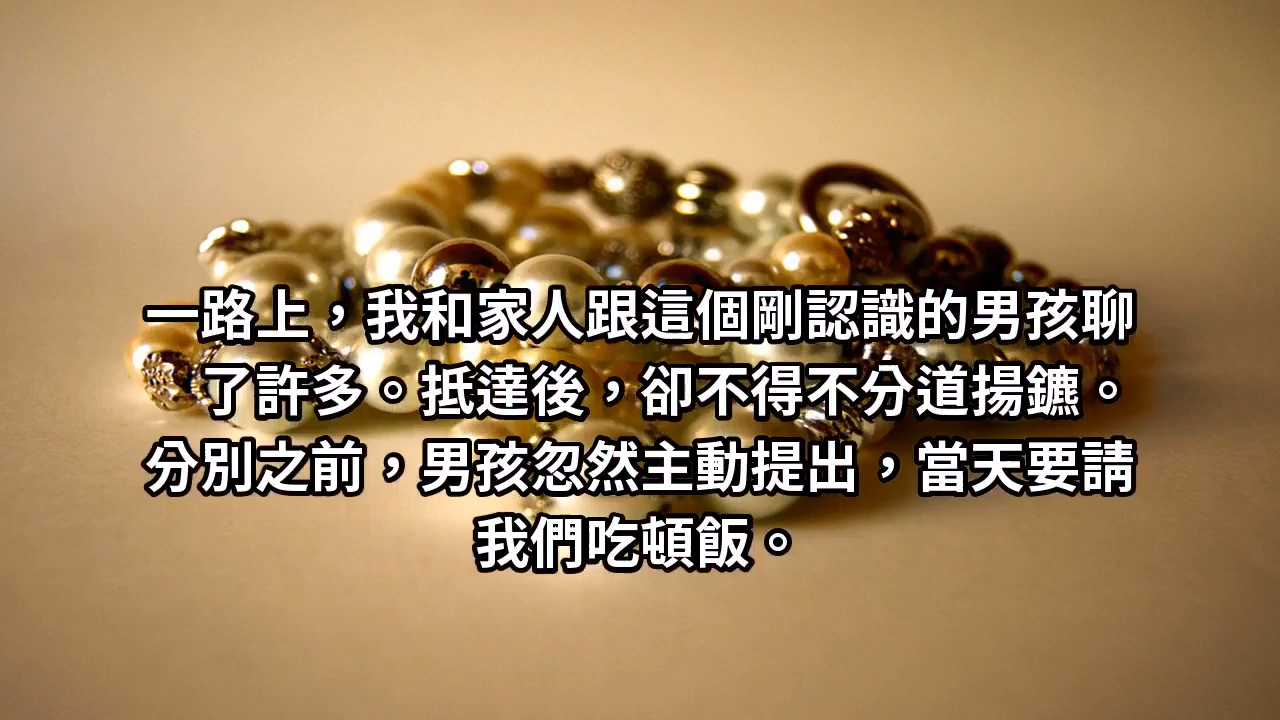 一路上，我和家人跟這個剛認識的男孩聊
了許多。抵達後，卻不得不分道揚鑣。
分別之前，男孩忽然主動提出，當天要請
我們吃頓飯。